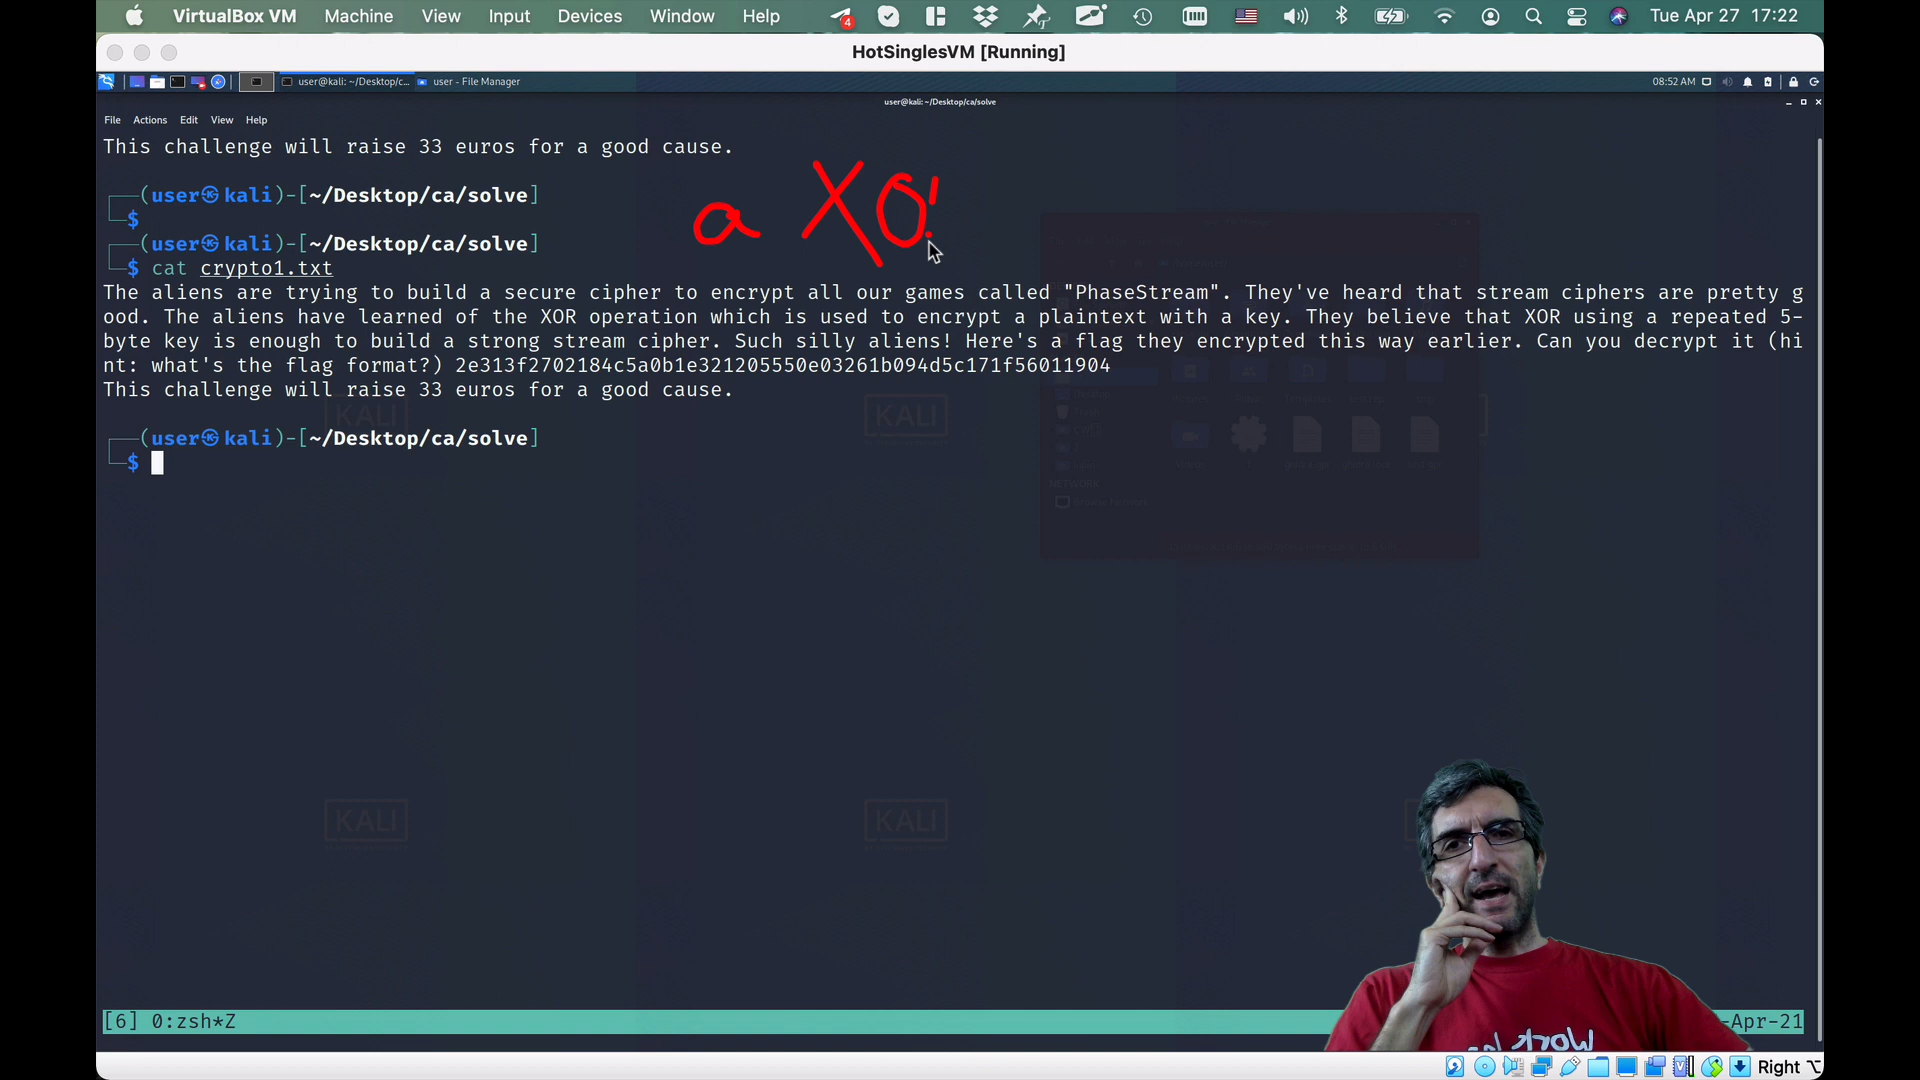 VirtualBox VM Machine View Input Devices Window Help 4 Tue Apr 27 17:22
HotSinglesVM [Running]
user@kali: ~/Desktop/c... user - File Manager 08:52 AM
user@kali: ~/Desktop/ca/solve
File Actions Edit View Help
This challenge will raise 33 euros for a good cause.
a XO!
(user㉿kali)-[~/Desktop/ca/solve]
$
(user㉿kali)-[~/Desktop/ca/solve]
$ cat crypto1.txt
The aliens are trying to build a secure cipher to encrypt all our games called "PhaseStream". They've heard that stream ciphers are pretty g
ood. The aliens have learned of the XOR operation which is used to encrypt a plaintext with a key. They believe that XOR using a repeated 5-
byte key is enough to build a strong stream cipher. Such silly aliens! Here's a flag they encrypted this way earlier. Can you decrypt it (hi
nt: what's the flag format?) 2e313f2702184c5a0b1e321205550e03261b094d5c171f56011904
This challenge will raise 33 euros for a good cause.
KALI KALI
(user㉿kali)-[~/Desktop/ca/solve]
$
NETWORK
KALI KALI
[6] 0:zsh*Z -Apr-21
Right ⌥